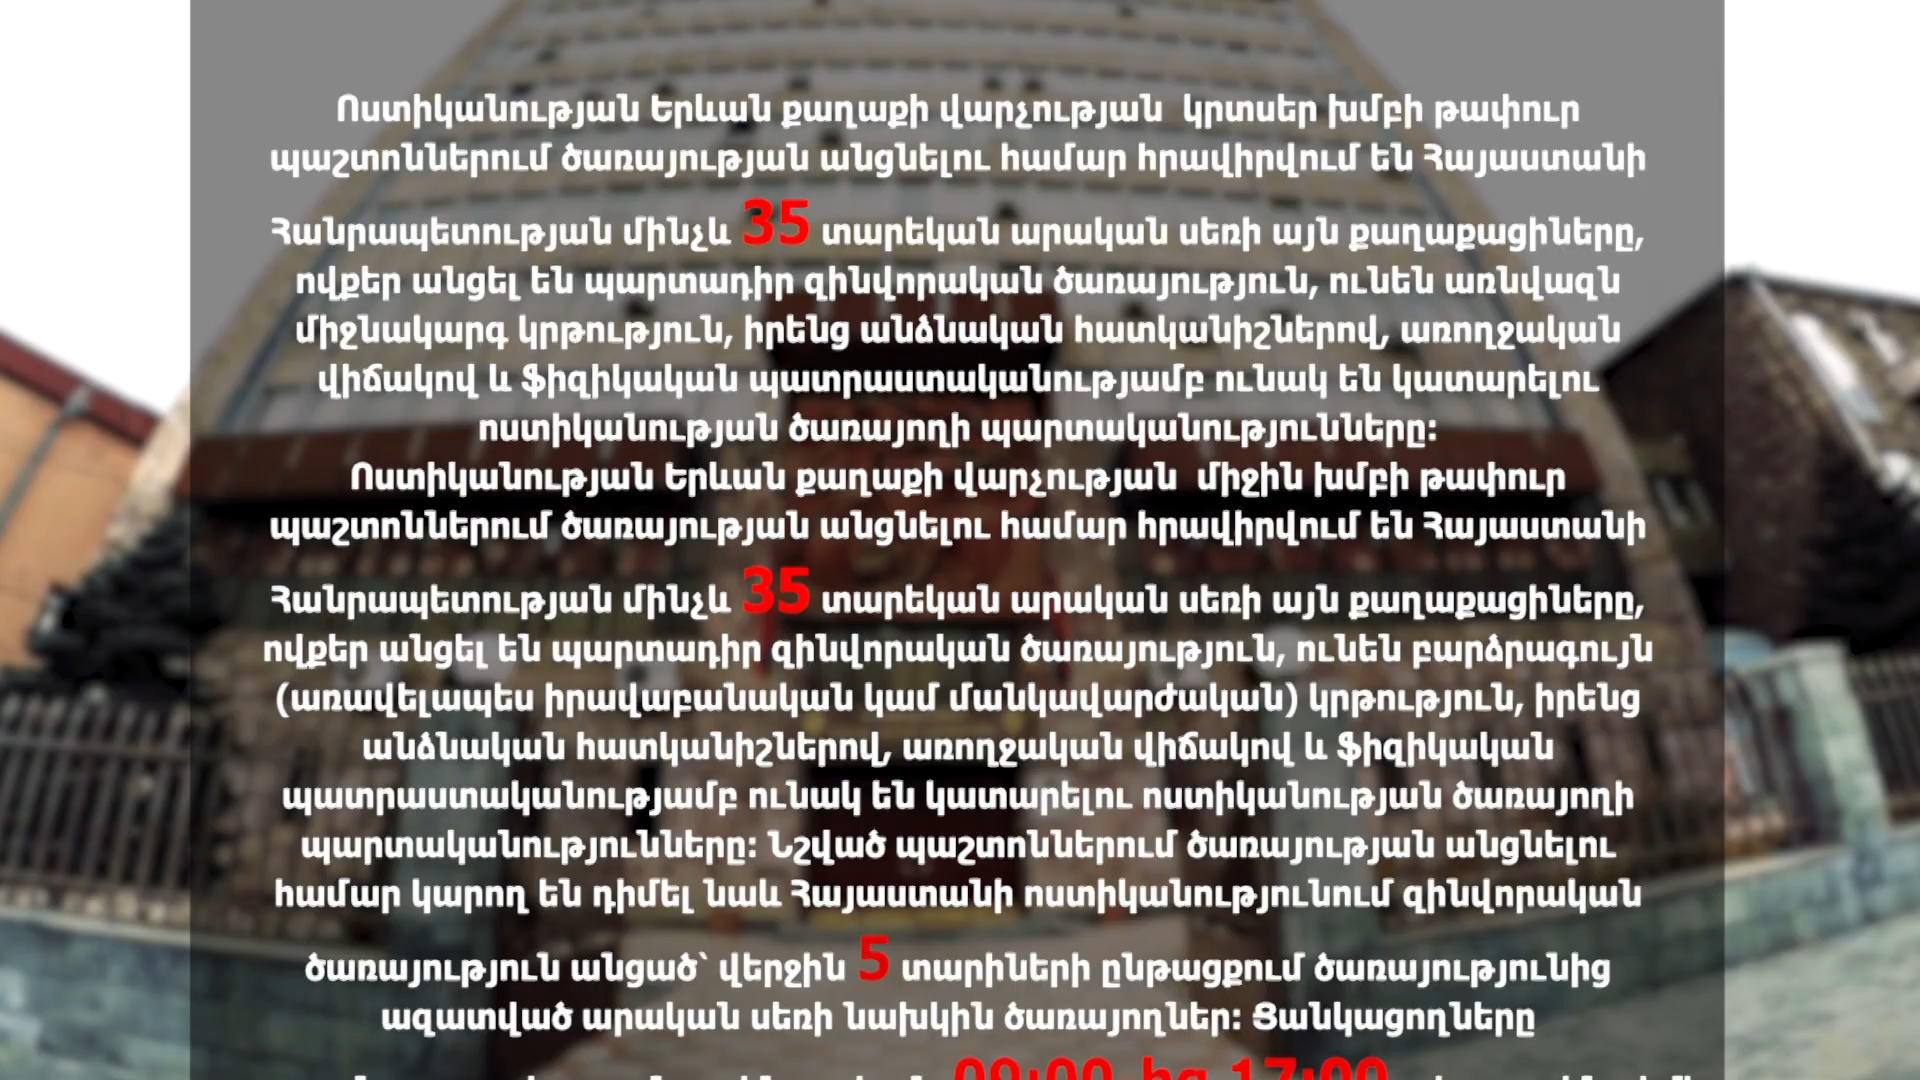 Ոստիկանության Երևան քաղաքի վարչության կրտսեր խմբի թափուր
պաշտոններում ծառայության անցնելու համար հրավիրվում են Հայաստանի
Հանրապետության մինչև 35 տարեկան արական սեռի այն քաղաքացիները,
ովքեր անցել են պարտադիր զինվորական ծառայություն, ունեն առնվազն
միջնակարգ կրթություն, իրենց անձնական հատկանիշներով, առողջական
վիճակով և ֆիզիկական պատրաստականությամբ ունակ են կատարելու
ոստիկանության ծառայողի պարտականությունները:
Ոստիկանության Երևան քաղաքի վարչության միջին խմբի թափուր
պաշտոններում ծառայության անցնելու համար հրավիրվում են Հայաստանի
Հանրապետության մինչև 35 տարեկան արական սեռի այն քաղաքացիները,
ովքեր անցել են պարտադիր զինվորական ծառայություն, ունեն բարձրագույն
(առավելապես իրավաբանական կամ մանկավարժական) կրթություն, իրենց
անձնական հատկանիշներով, առողջական վիճակով և ֆիզիկական
պատրաստականությամբ ունակ են կատարելու ոստիկանության ծառայողի
պարտականությունները: Նշված պաշտոններում ծառայության անցնելու
համար կարող են դիմել նաև Հայաստանի ոստիկանությունում զինվորական
ծառայություն անցած՝ վերջին 5 տարիների ընթացքում ծառայությունից
ազատված արական սեռի նախկին ծառայողներ: Ցանկացողները
09:00-ից 17:00